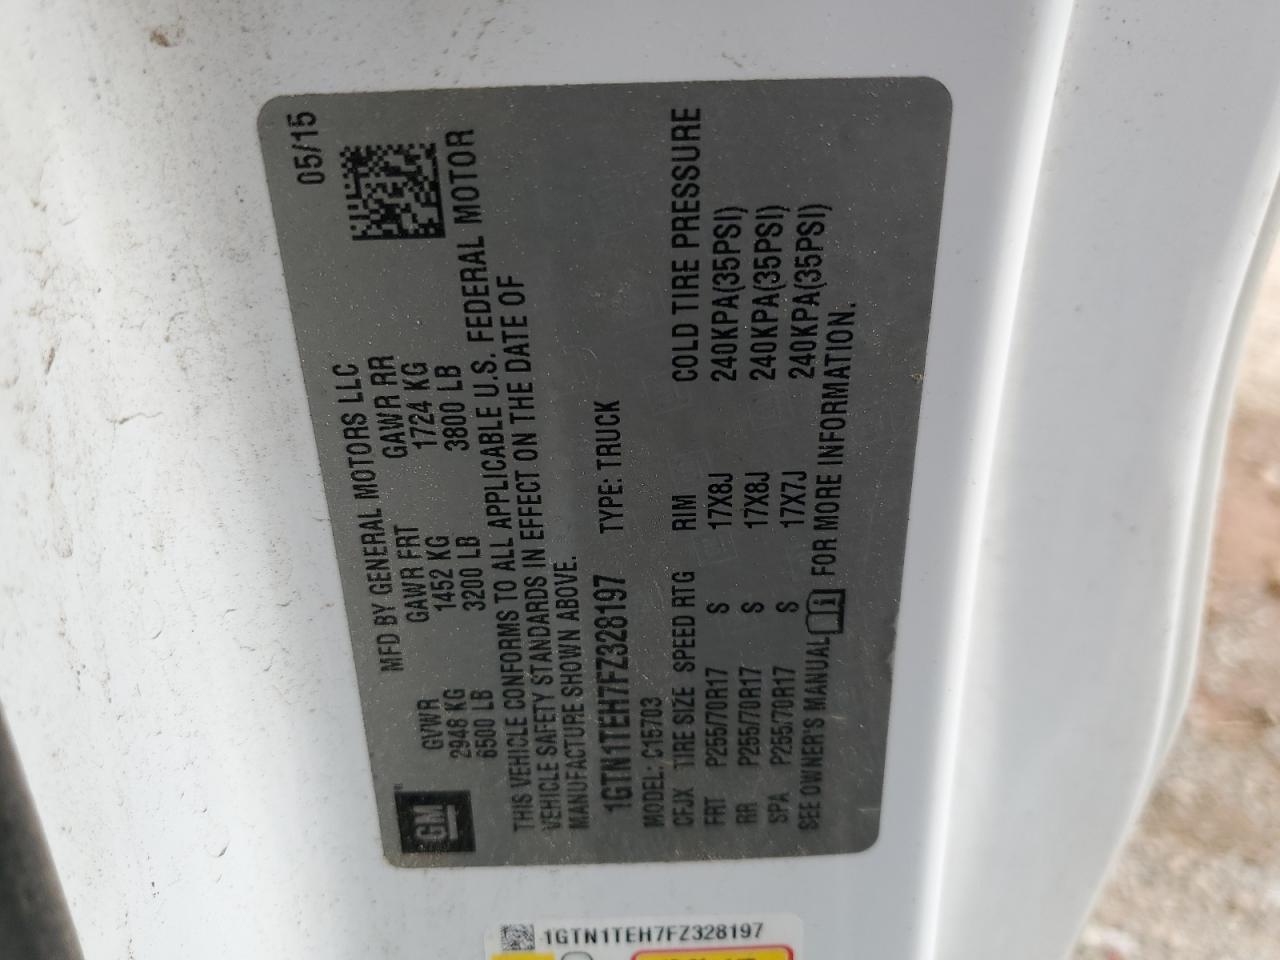 05/15
MFD BY GENERAL MOTORS LLC
GM
GVWR GAWR FRT GAWR RR
2948 KG 1452 KG 1724 KG
6500 LB 3200 LB 3800 LB
THIS VEHICLE CONFORMS TO ALL APPLICABLE U.S. FEDERAL MOTOR
VEHICLE SAFETY STANDARDS IN EFFECT ON THE DATE OF
MANUFACTURE SHOWN ABOVE.
1GTN1TEH7FZ328197 TYPE: TRUCK
MODEL: C15703
CFJX TIRE SIZE SPEED RTG RIM COLD TIRE PRESSURE
FRT P255/70R17 S 17X8J 240KPA(35PSI)
RR P255/70R17 S 17X8J 240KPA(35PSI)
SPA P255/70R17 S 17X7J 240KPA(35PSI)
SEE OWNER'S MANUAL i FOR MORE INFORMATION.
1GTN1TEH7FZ328197